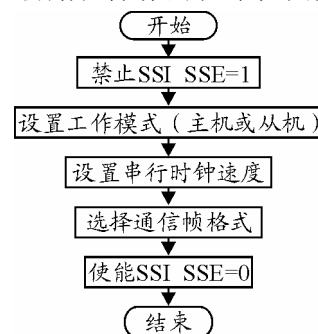 开始
禁止SSI SSE=1
设置工作模式(主机或从机)
设置串行时钟速度
选择通信帧格式
使能SSI SSE=0
结束